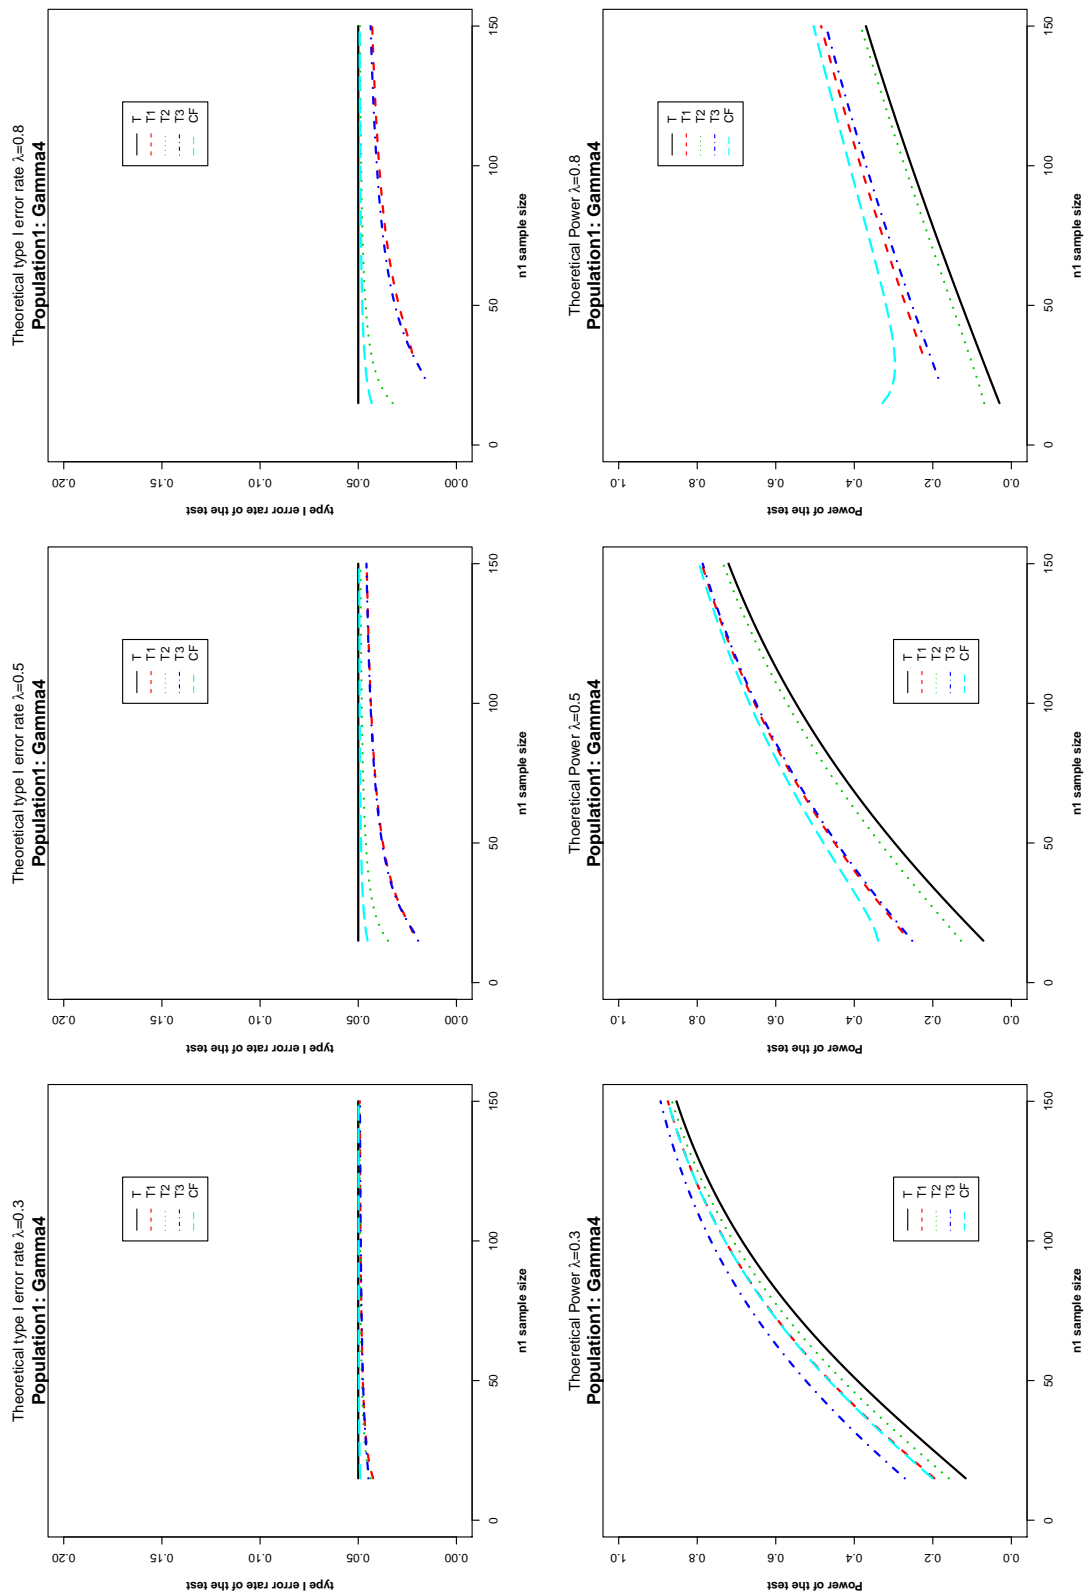 Theoretical type I error rate λ=0.3
Population1: Gamma4
type I error rate of the test
0.20
0.15
0.10
0.05
0.00
T
T1
T2
T3
CF
0
50
100
150
n1 sample size
Theoretical type I error rate λ=0.5
Population1: Gamma4
type I error rate of the test
0.20
0.15
0.10
0.05
0.00
T
T1
T2
T3
CF
0
50
100
150
n1 sample size
Theoretical type I error rate λ=0.8
Population1: Gamma4
type I error rate of the test
0.20
0.15
0.10
0.05
0.00
T
T1
T2
T3
CF
0
50
100
150
n1 sample size
Thoeretical Power λ=0.3
Population1: Gamma4
Power of the test
1.0
0.8
0.6
0.4
0.2
0.0
T
T1
T2
T3
CF
0
50
100
150
n1 sample size
Thoeretical Power λ=0.5
Population1: Gamma4
Power of the test
1.0
0.8
0.6
0.4
0.2
0.0
T
T1
T2
T3
CF
0
50
100
150
n1 sample size
Thoeretical Power λ=0.8
Population1: Gamma4
Power of the test
1.0
0.8
0.6
0.4
0.2
0.0
T
T1
T2
T3
CF
0
50
100
150
n1 sample size